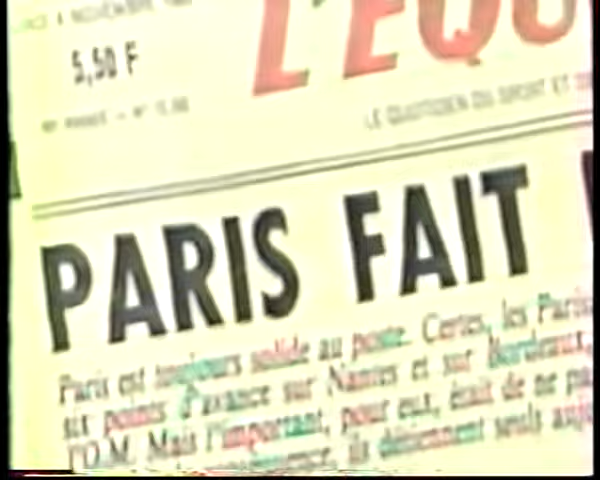 4 NOVEMBRE
5,50 F
L'ÉQU
LE QUOTIDIEN DU SPORT ET
PARIS FAIT
Paris est toujours solide au poste. Certes, les Paris
six points d'avance sur Nantes et sur Bordeaux,
l'O.M. Mais l'important, pour eux, était de ne pa
ils détiennent seuls